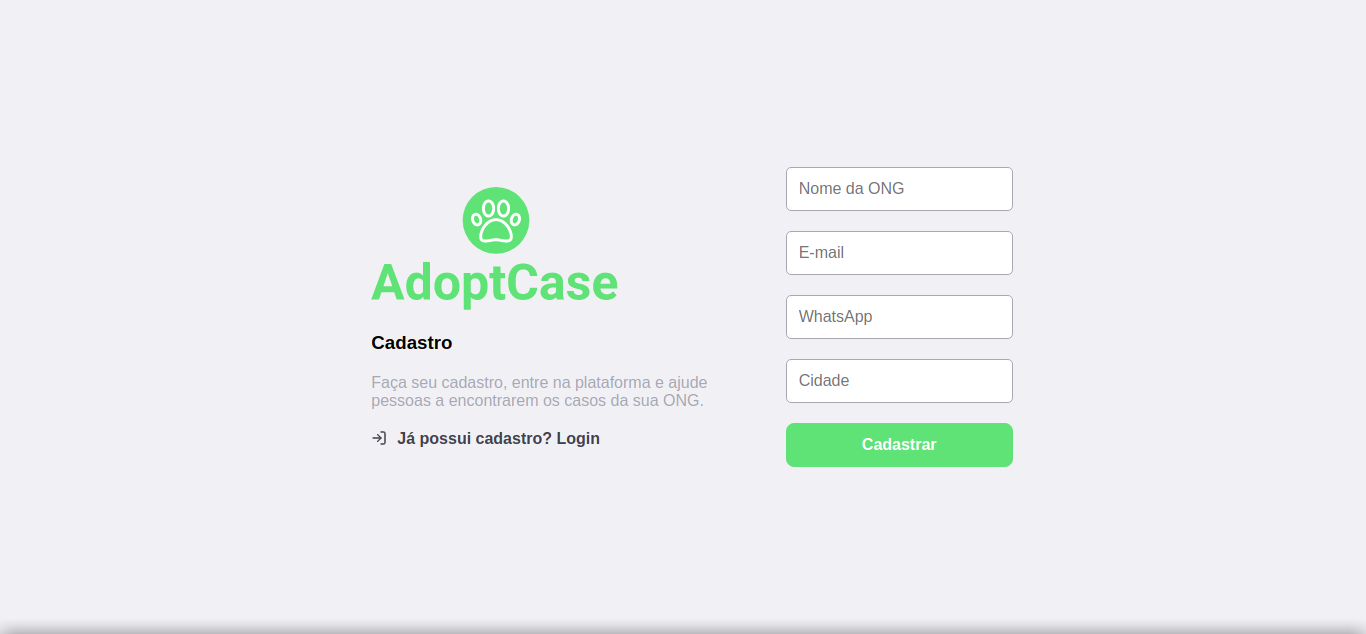 AdoptCase
Cadastro
Faça seu cadastro, entre na plataforma e ajude
pessoas a encontrarem os casos da sua ONG.
Já possui cadastro? Login
Nome da ONG
E-mail
WhatsApp
Cidade
Cadastrar